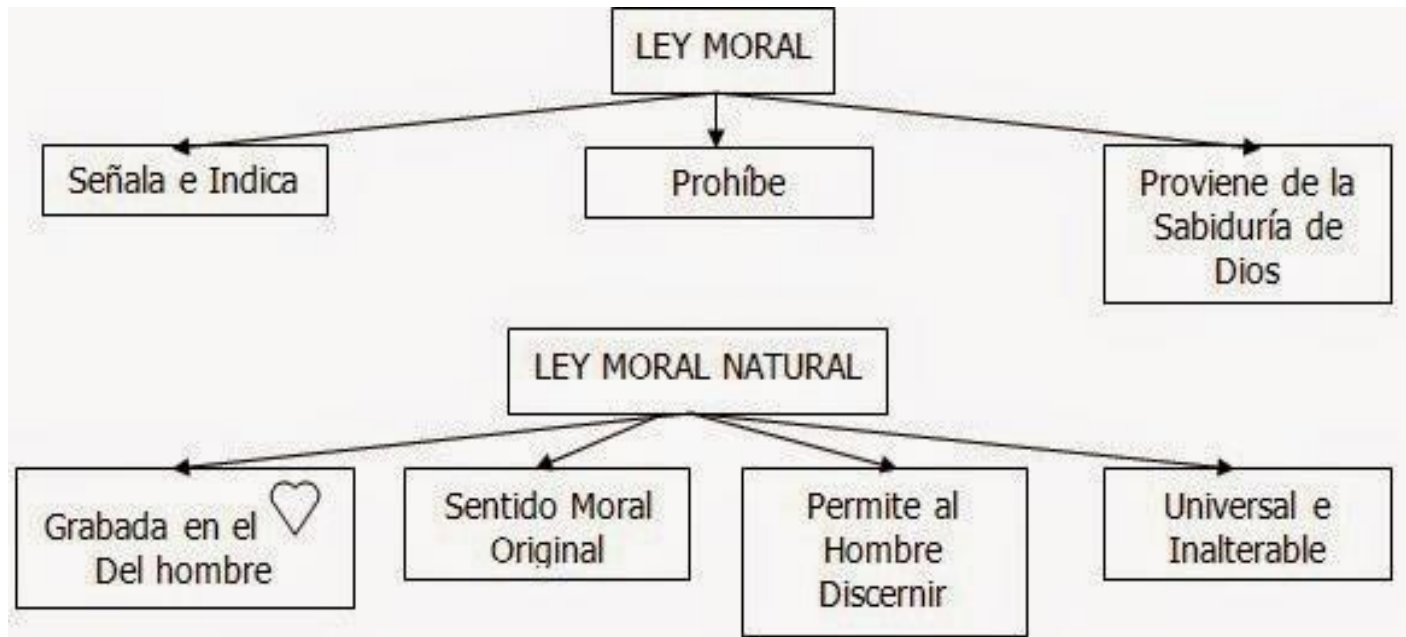 LEY MORAL
Señala e Indica
Prohíbe
Proviene de la
Sabiduría de
Dios
LEY MORAL NATURAL
Grabada en el
Del hombre
Sentido Moral
Original
Permite al
Hombre
Discernir
Universal e
Inalterable